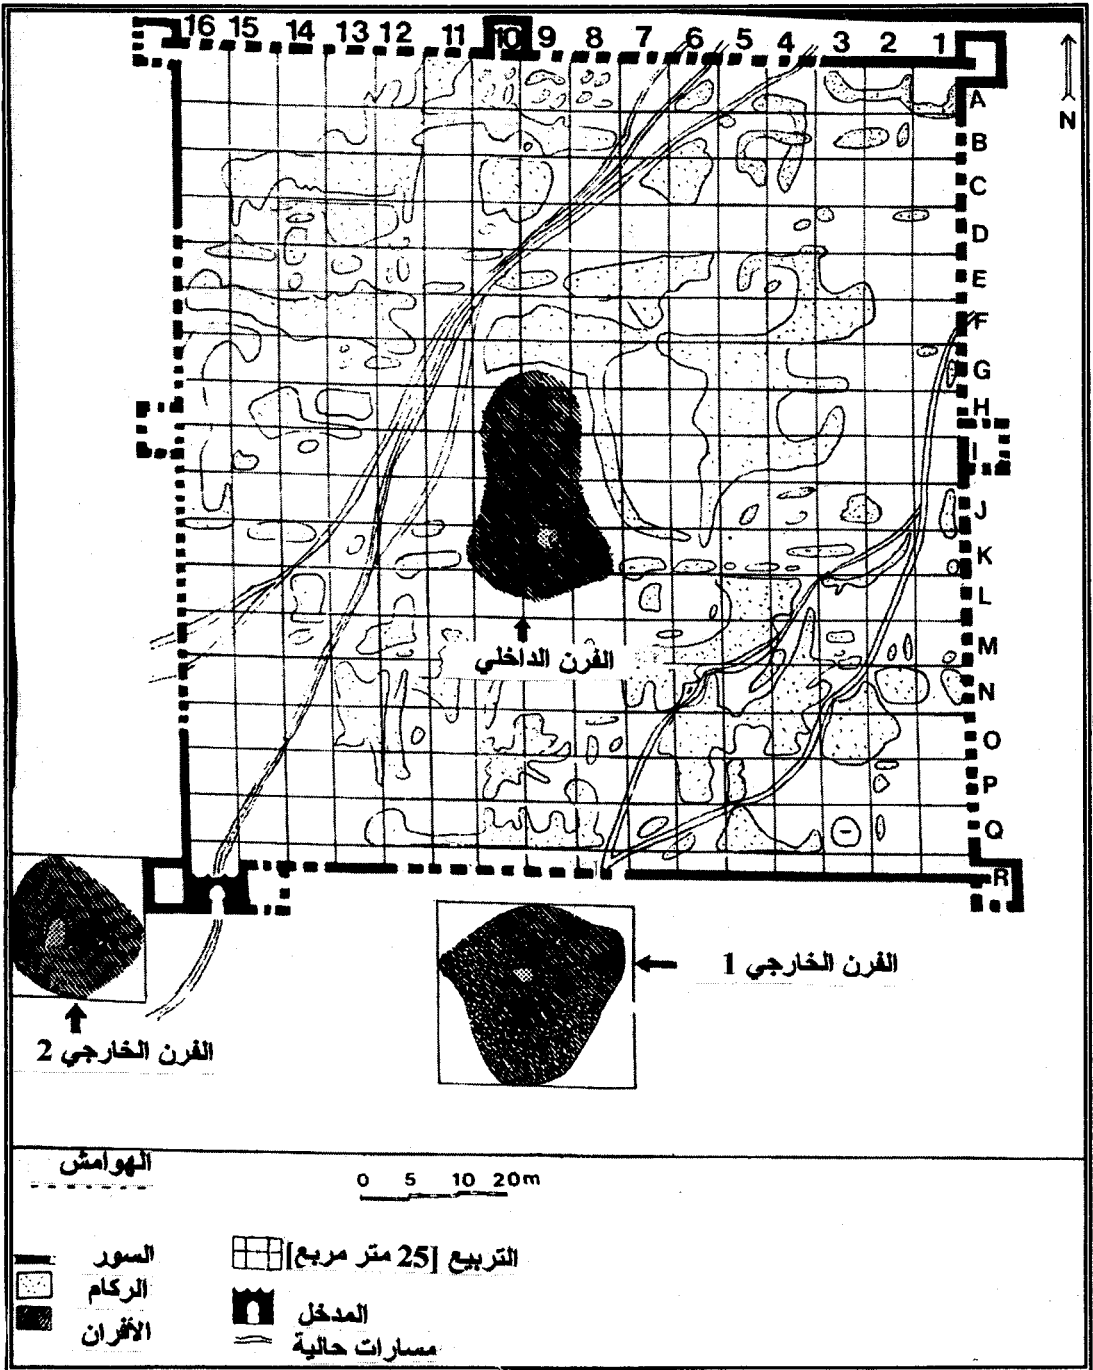 16 15 14 13 12 11 10 9 8 7 6 5 4 3 2 1
A
N
B
C
D
E
F
G
H
I
J
K
L
M
الفرن الداخلي
N
O
P
Q
R
الفرن الخارجي 1
الفرن الخارجي 2
الهوامش
0 5 10 20m
السور
التربيع [25 متر مربع]
الركام
المدخل
الأفران
مسارات حالية